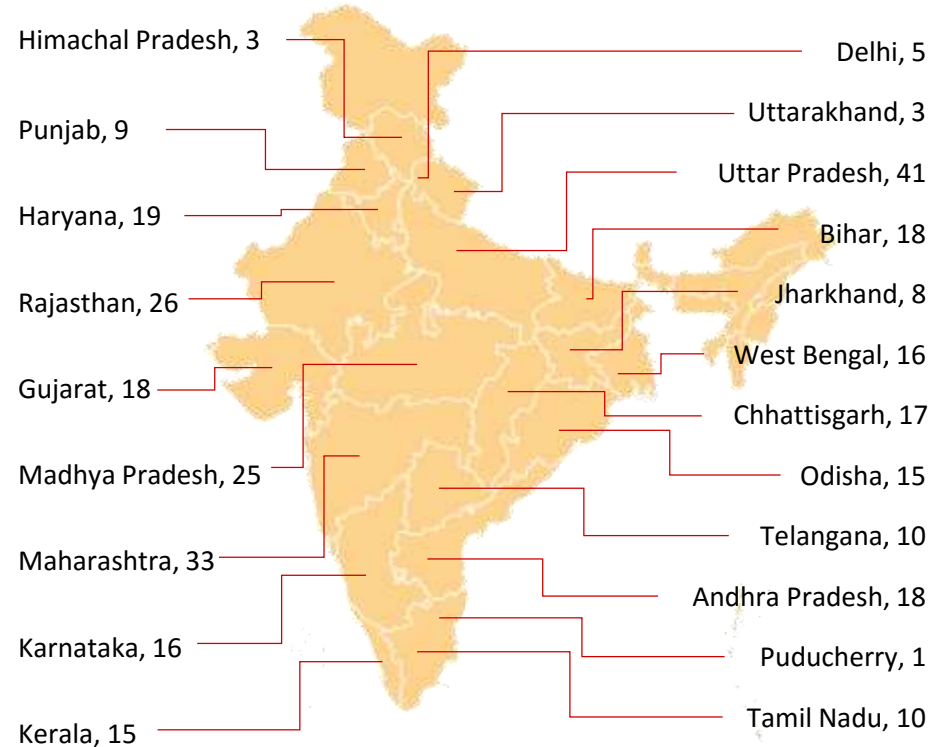 Himachal Pradesh, 3
Punjab, 9
Haryana, 19
Rajasthan, 26
Gujarat, 18
Madhya Pradesh, 25
Maharashtra, 33
Karnataka, 16
Kerala, 15
Delhi, 5
Uttarakhand, 3
Uttar Pradesh, 41
Bihar, 18
Jharkhand, 8
West Bengal, 16
Chhattisgarh, 17
Odisha, 15
Telangana, 10
Andhra Pradesh, 18
Puducherry, 1
Tamil Nadu, 10